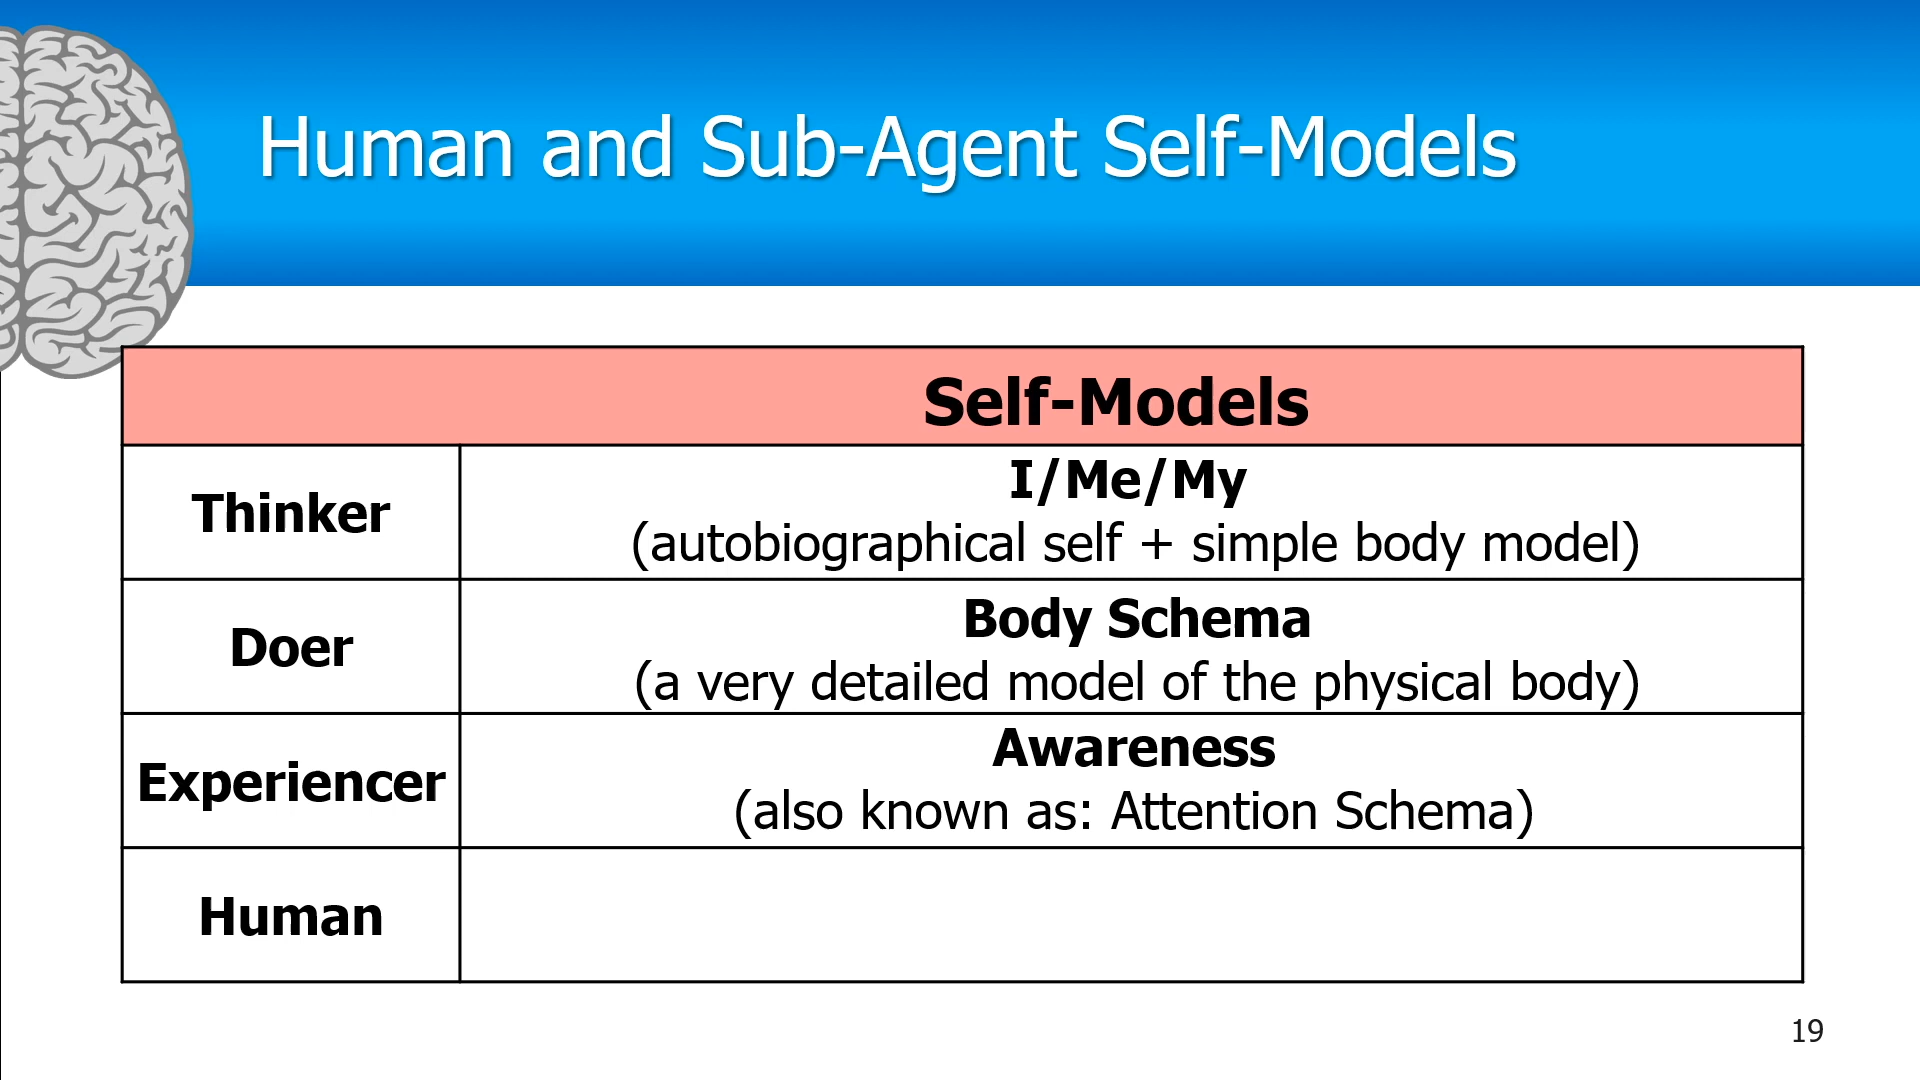 Human and Sub-Agent Self-Models
Self-Models
Thinker
I/Me/My
(autobiographical self + simple body model)
Doer
Body Schema
(a very detailed model of the physical body)
Experiencer
Awareness
(also known as: Attention Schema)
Human
19